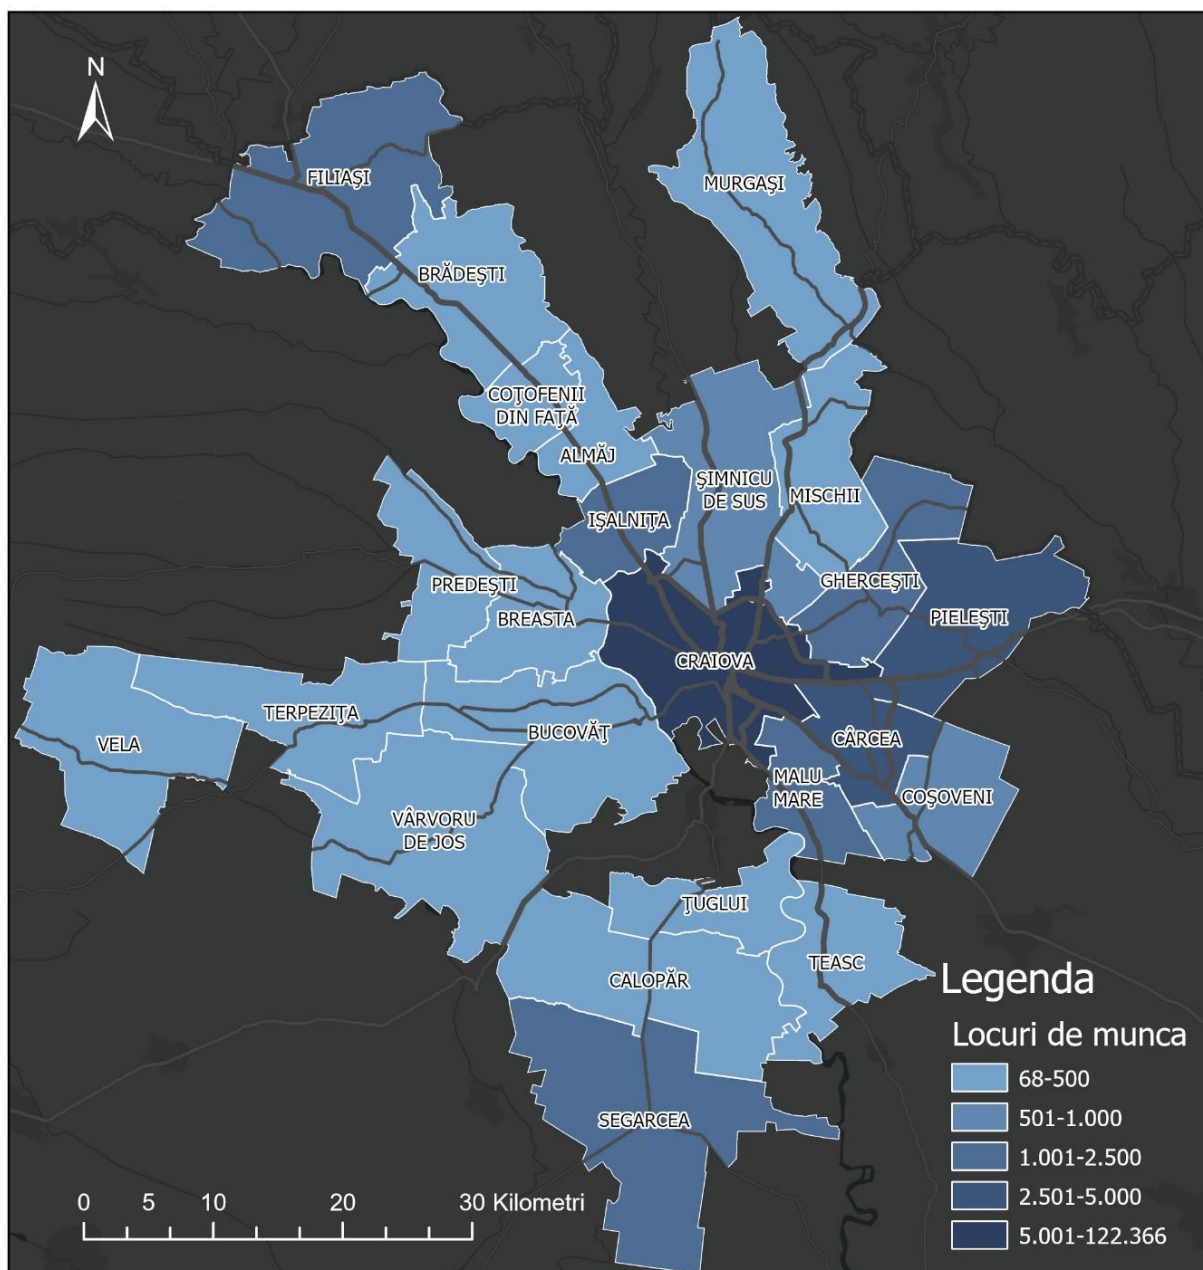 N
FILIAŞI
MURGAŞI
BRĂDEŞTI
COŢOFENII
DIN FAŢĂ
ALMĂJ
ŞIMNICU
DE SUS
MISCHII
IŞALNIŢA
GHERCEŞTI
PREDEŞTI
BREASTA
PIELEŞTI
CRAIOVA
TERPEZIŢA
BUCOVĂŢ
CÂRCEA
VELA
MALU
MARE
COŞOVENI
VÂRVORU
DE JOS
ŢUGLUI
TEASC
CALOPĂR
SEGARCEA
Legenda
Locuri de munca
68-500
501-1.000
1.001-2.500
2.501-5.000
5.001-122.366
0 5 10 20 30 Kilometri